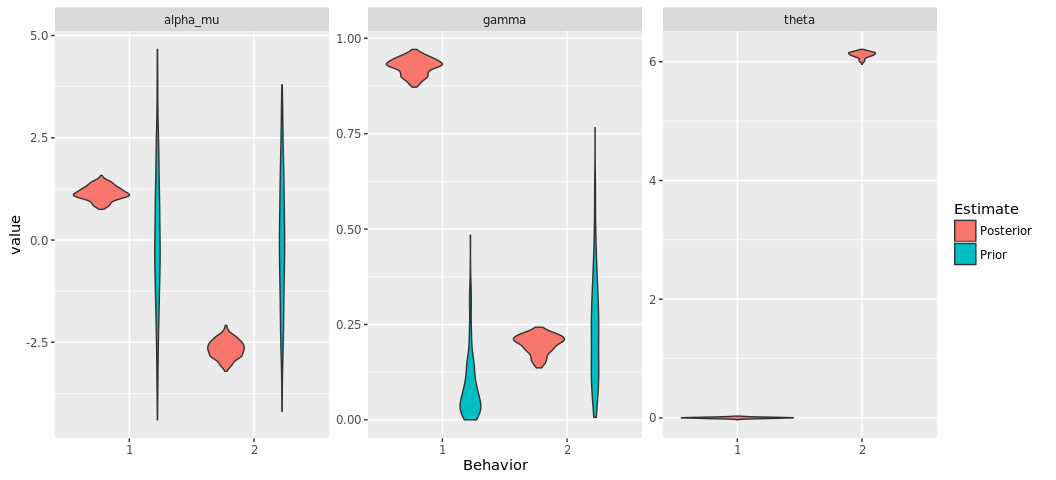 alpha_mu
gamma
theta
5.0
2.5
0.0
-2.5
1.00
0.75
0.50
0.25
0.00
6
4
2
0
1
2
1
2
1
2
value
Behavior
Estimate
Posterior
Prior